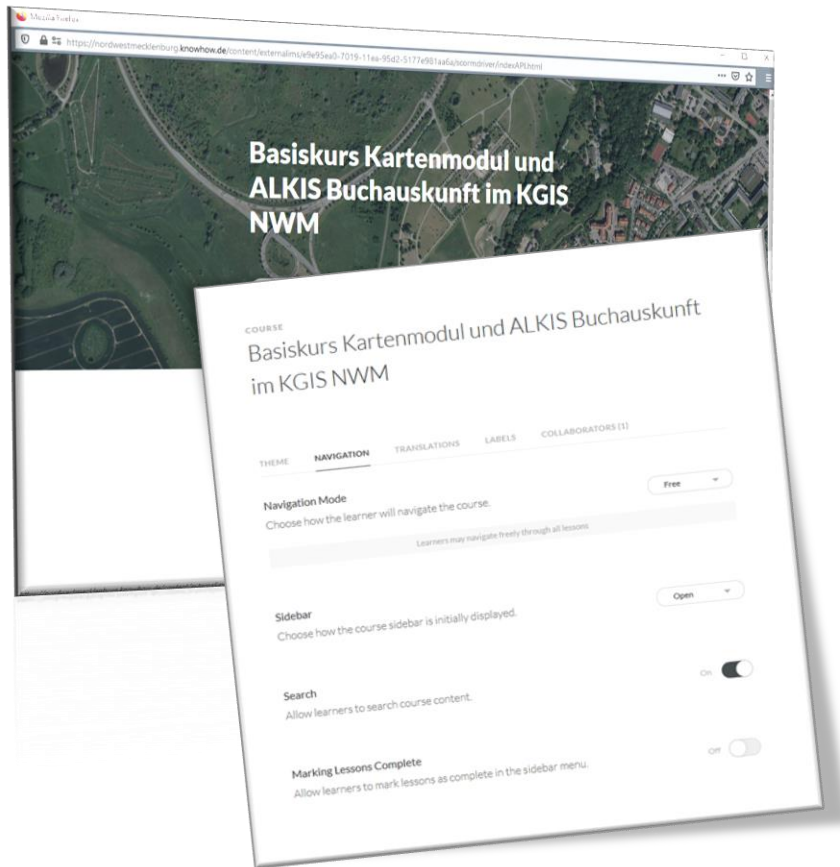 Mozilla Firefox
https://nordwestmecklenburg.knowhow.de/content/externalms/e9e95ea0-7019-11ea-95d2-5177e981aa6a/scormdriver/indexAPI.html
Basiskurs Kartenmodul und
ALKIS Buchauskunft im KGIS
NWM
COURSE
Basiskurs Kartenmodul und ALKIS Buchauskunft
im KGIS NWM
THEME NAVIGATION TRANSLATIONS LABELS COLLABORATORS (1)
Navigation Mode Free
Choose how the learner will navigate the course.
Learners may navigate freely through all lessons
Sidebar Open
Choose how the course sidebar is initially displayed.
Search On
Allow learners to search course content.
Marking Lessons Complete Off
Allow learners to mark lessons as complete in the sidebar menu.